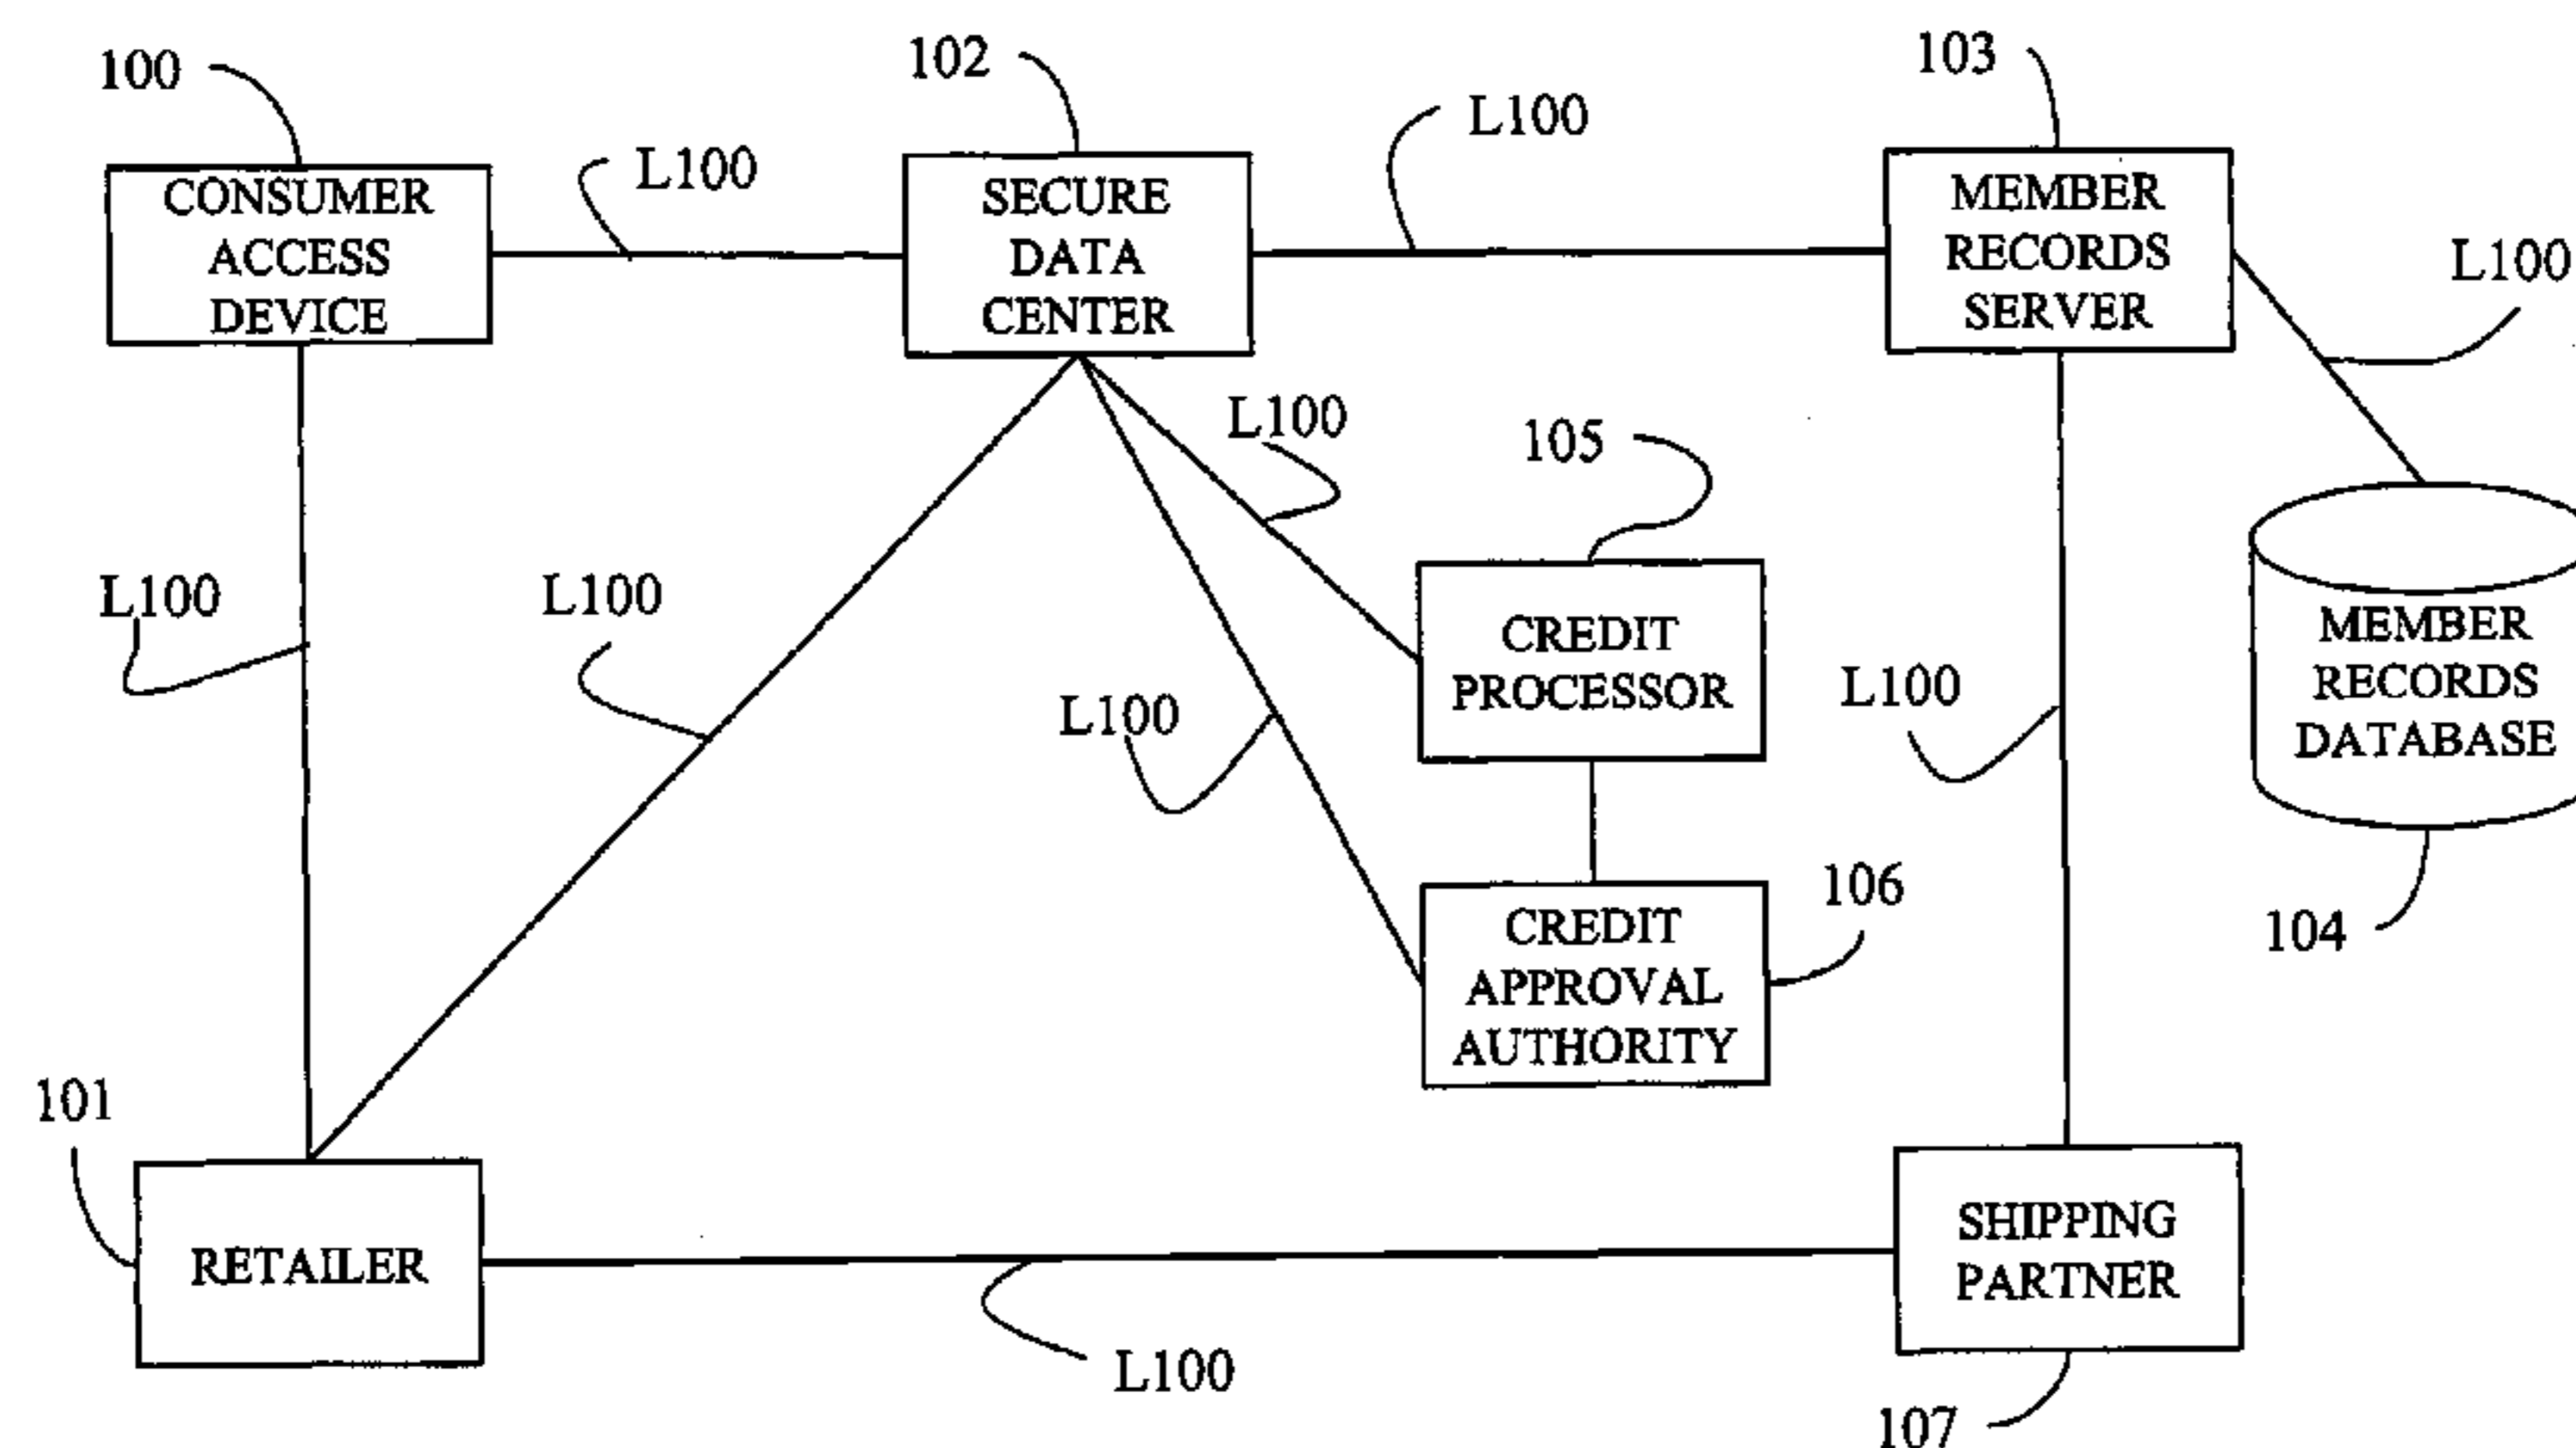 100
102
103
L100
L100
CONSUMER
ACCESS
DEVICE
SECURE
DATA
CENTER
MEMBER
RECORDS
SERVER
L100
L100
105
L100
L100
CREDIT
PROCESSOR
MEMBER
RECORDS
DATABASE
L100
L100
106
CREDIT
APPROVAL
AUTHORITY
104
101
RETAILER
SHIPPING
PARTNER
L100
107